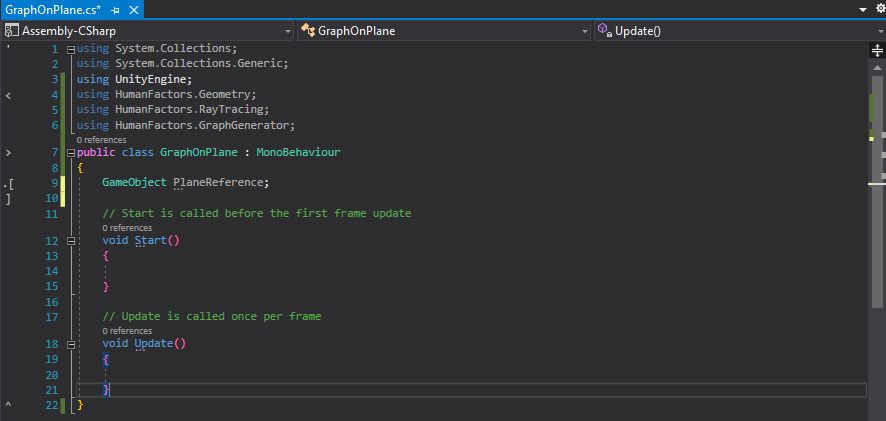 GraphOnPlane.cs*
Assembly-CSharp GraphOnPlane Update()
1 using System.Collections;
2 using System.Collections.Generic;
3 using UnityEngine;
4 using HumanFactors.Geometry;
5 using HumanFactors.RayTracing;
6 using HumanFactors.GraphGenerator;
0 references
7 public class GraphOnPlane : MonoBehaviour
8 {
9 GameObject PlaneReference;
10
11 // Start is called before the first frame update
0 references
12 void Start()
13 {
14
15 }
16
17 // Update is called once per frame
0 references
18 void Update()
19 {
20
21 }
22 }